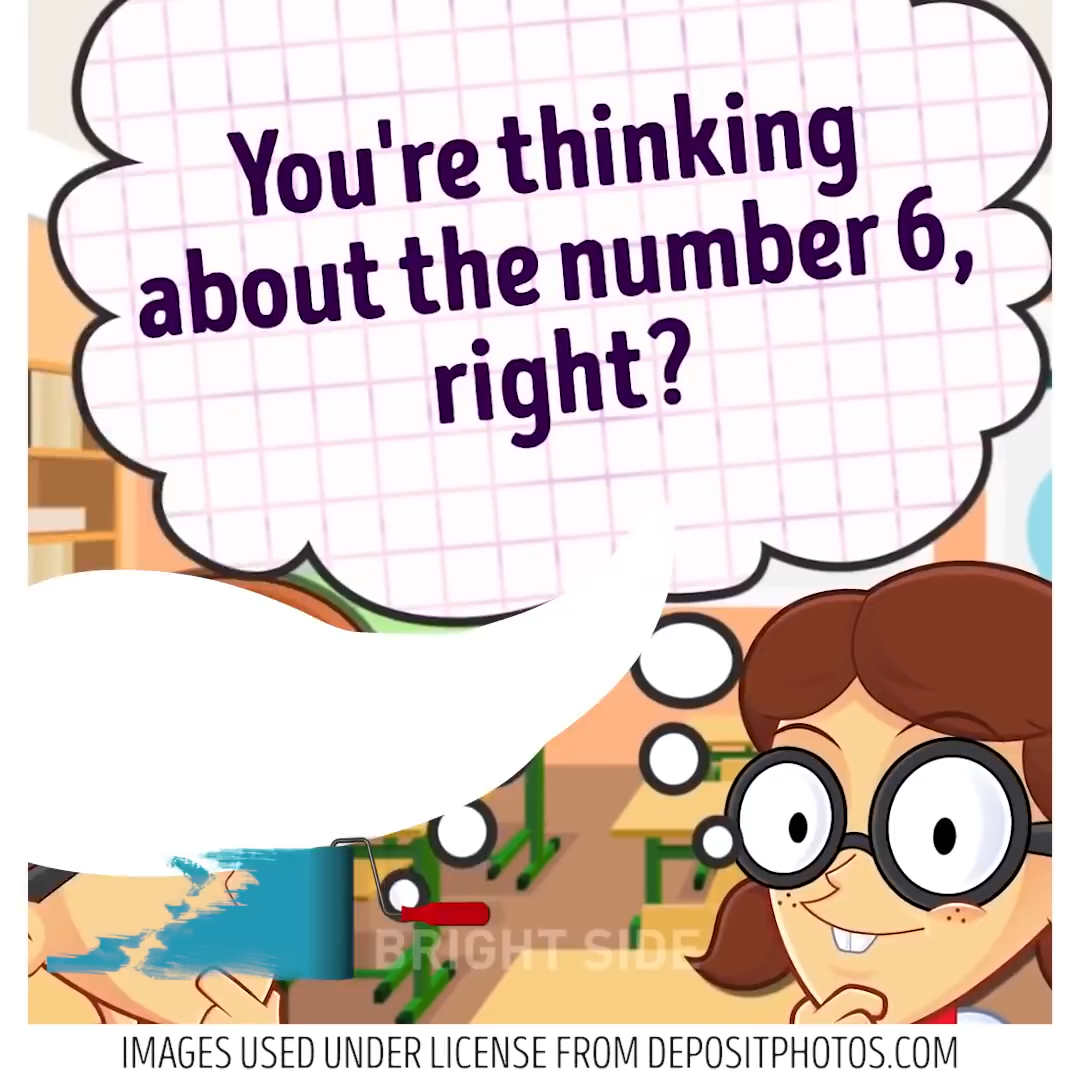 You're thinking
about the number 6,
right?
BRIGHT SIDE
IMAGES USED UNDER LICENSE FROM DEPOSITPHOTOS.COM